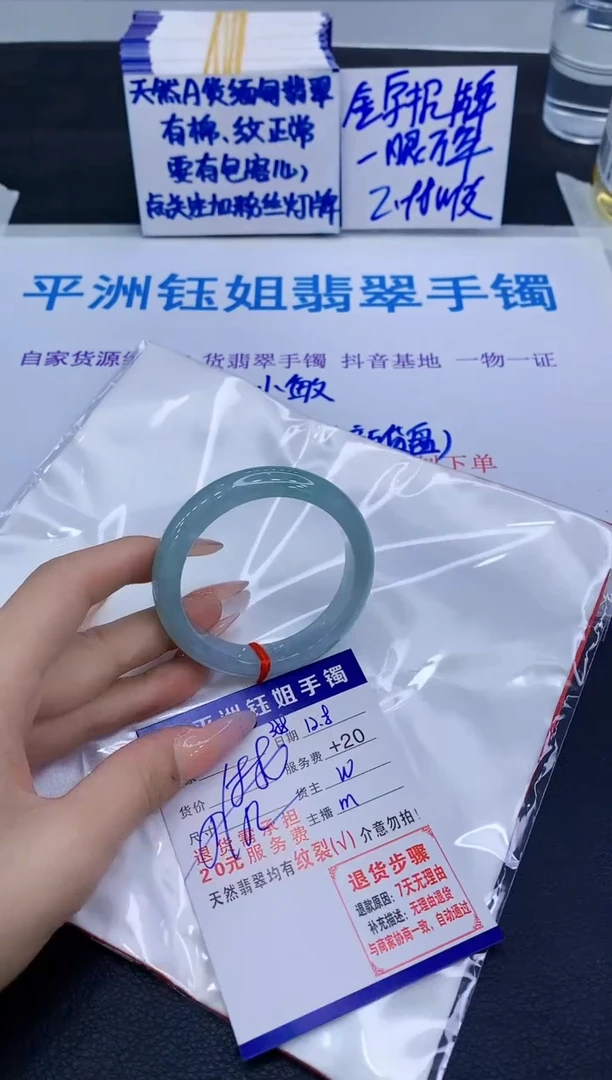 天然A货缅甸翡翠
有棉、纹正常
要有包容心)
点关注加粉丝灯牌
金字招牌
一眼万年
平洲钰姐翡翠手镯
自家货源 货翡翠手镯 抖音基地 一物一证
小敏
货盘)
下单
平洲钰姐手镯
日期 12.8
服务费 +20
货价
货主 W
尺寸
主播 m
退货需承担
20元服务费
天然翡翠均有纹裂(√) 介意勿拍!
退货步骤
退款原因: 7天无理由
补充描述: 无理由退货
与商家协商一致, 自动通过